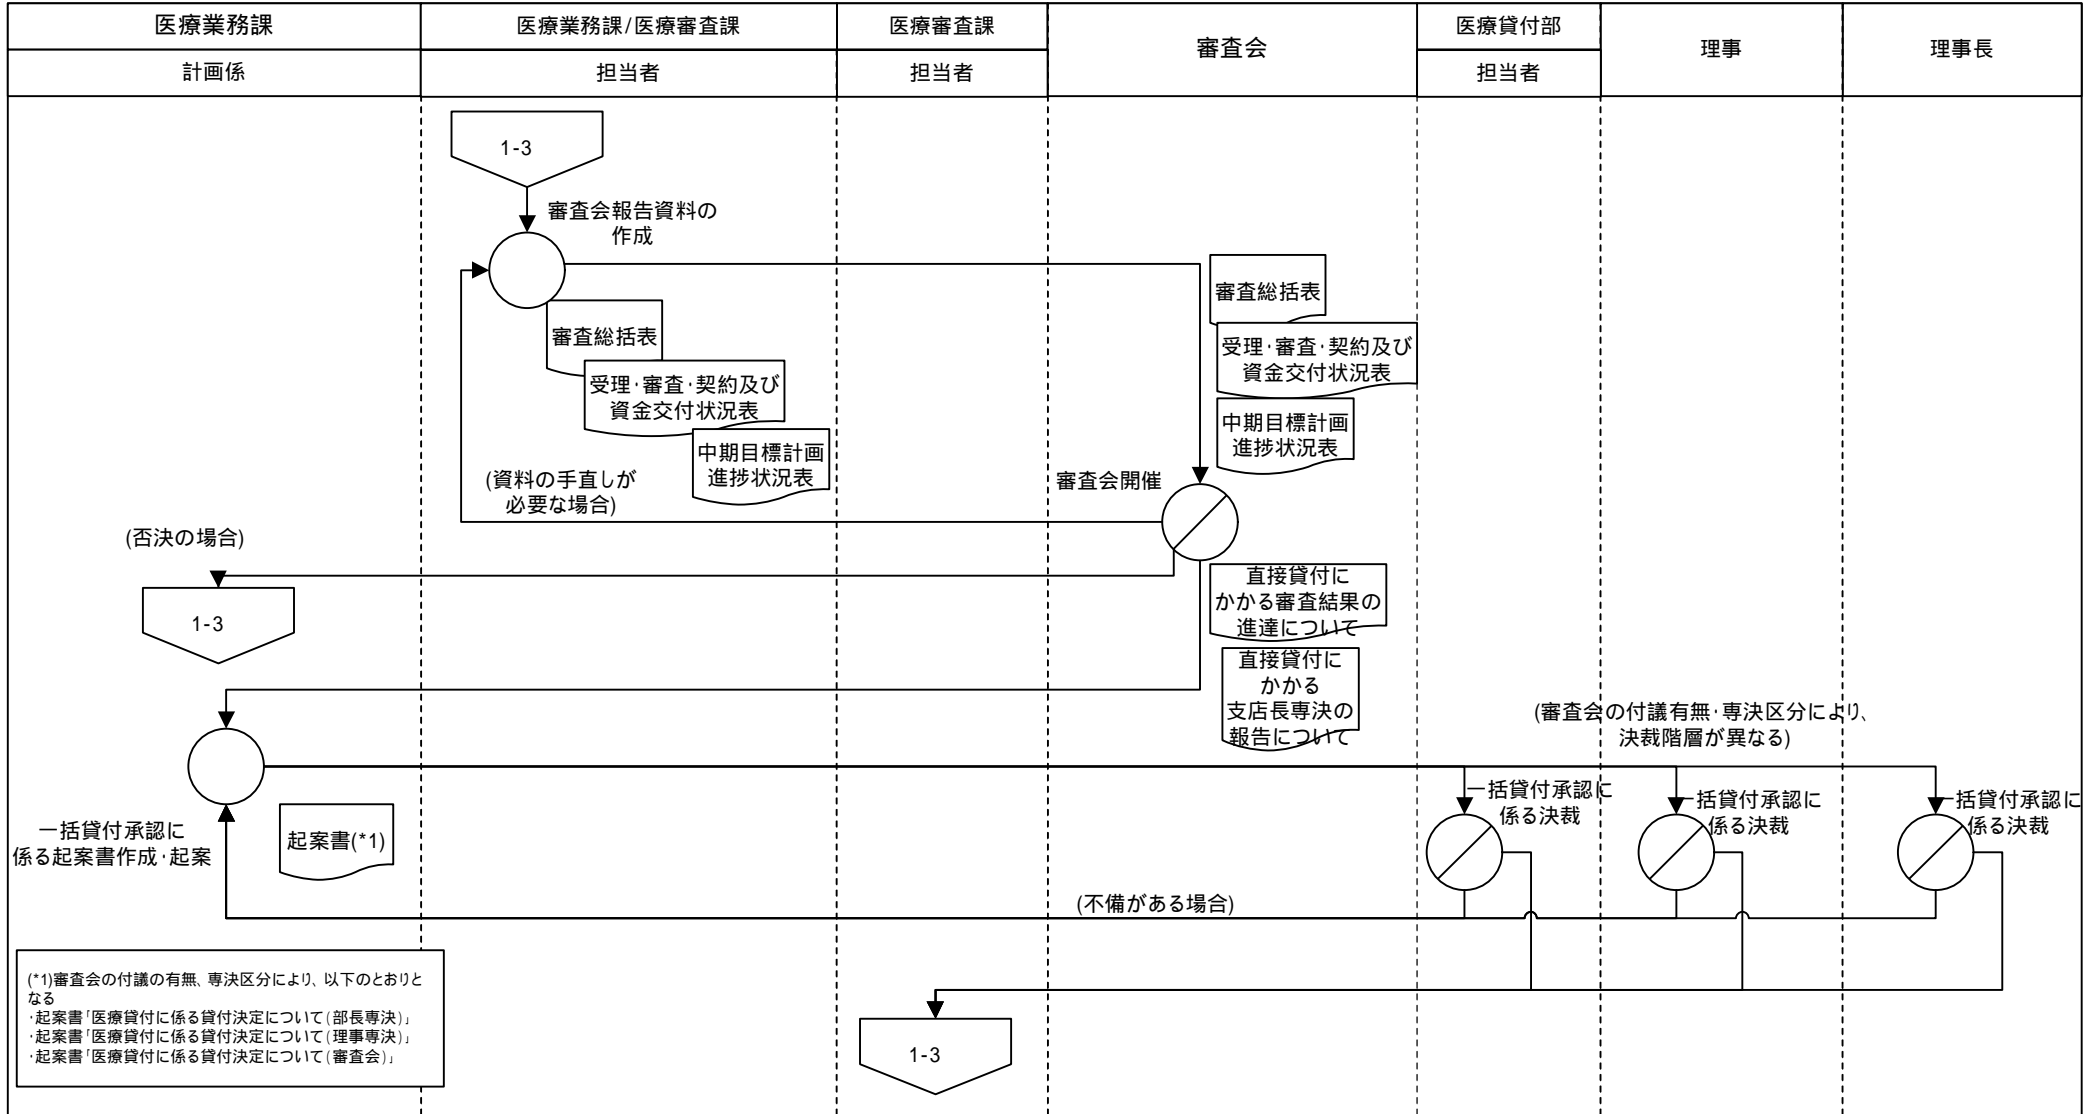 医療業務課
医療業務課/医療審査課
医療審査課
審査会
医療貸付部
理事
理事長
計画係
担当者
担当者
担当者
1-3
審査会報告資料の
作成
審査総括表
受理・審査・契約及び
資金交付状況表
中期目標計画
進捗状況表
審査総括表
受理・審査・契約及び
資金交付状況表
中期目標計画
進捗状況表
(資料の手直しが
必要な場合)
審査会開催
(否決の場合)
1-3
直接貸付に
かかる審査結果の
進達について
直接貸付に
かかる
支店長専決の
報告について
(審査会の付議有無・専決区分により、
決裁階層が異なる)
一括貸付承認に
係る決裁
一括貸付承認に
係る決裁
一括貸付承認に
係る決裁
一括貸付承認に
係る起案書作成・起案
起案書(*1)
(不備がある場合)
(*1)審査会の付議の有無、専決区分により、以下のとおりと
なる
・起案書「医療貸付に係る貸付決定について(部長専決)」
・起案書「医療貸付に係る貸付決定について(理事専決)」
・起案書「医療貸付に係る貸付決定について(審査会)」
1-3